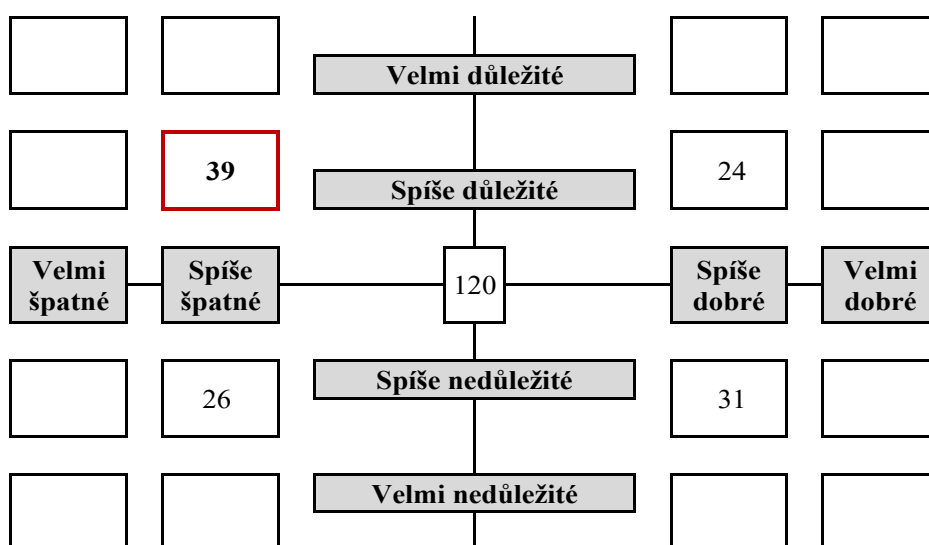 Velmi důležité
39
24
Spíše důležité
Velmi
špatné
Spíše
špatné
120
Spíše
dobré
Velmi
dobré
Spíše nedůležité
26
31
Velmi nedůležité